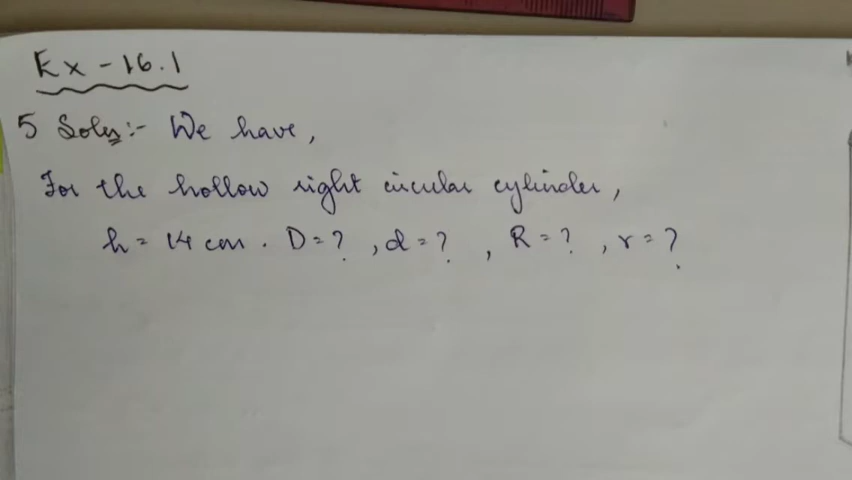 Ex - 16.1
5 Soln:- We have,
For the hollow right circular cylinder,
h = 14 cm. D = ?, d = ?, R = ?, r = ?